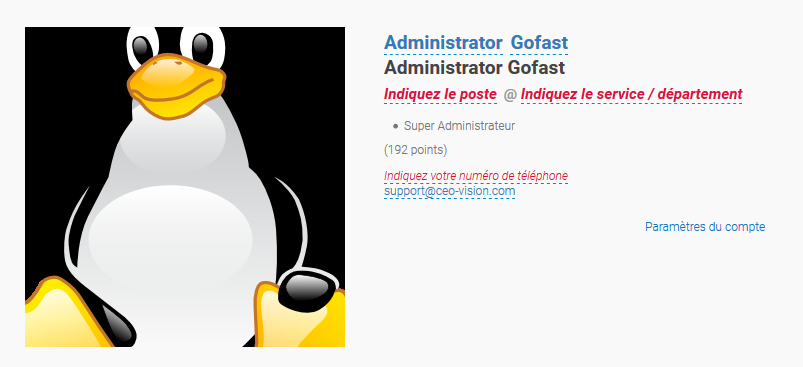 Administrator Gofast
Administrator Gofast
Indiquez le poste @ Indiquez le service / département
Super Administrateur
(192 points)
Indiquez votre numéro de téléphone
support@ceo-vision.com
Paramètres du compte